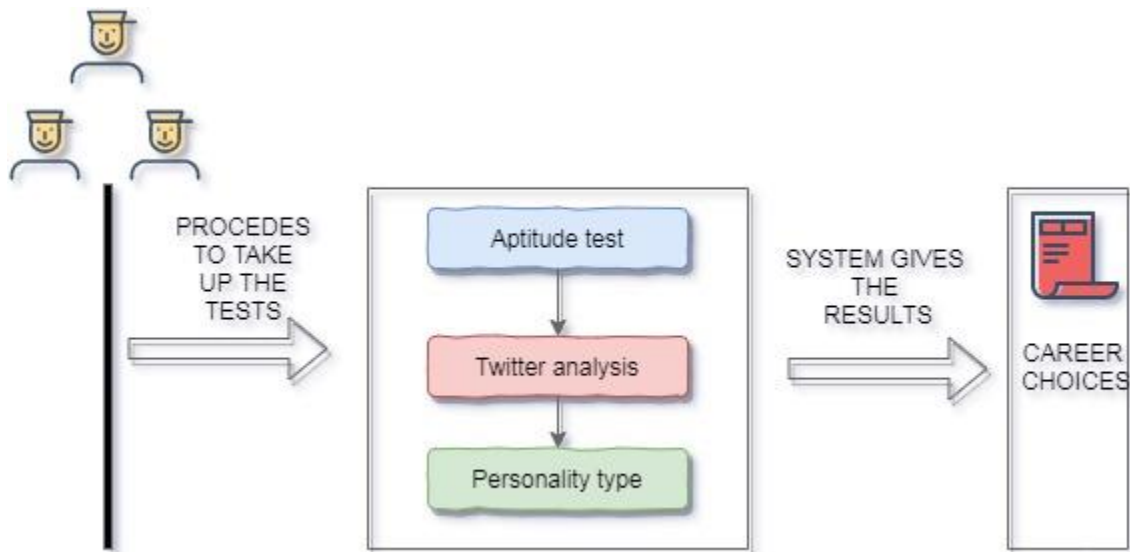 PROCEDES
TO TAKE
UP THE
TESTS
Aptitude test
Twitter analysis
Personality type
SYSTEM GIVES
THE
RESULTS
CAREER
CHOICES